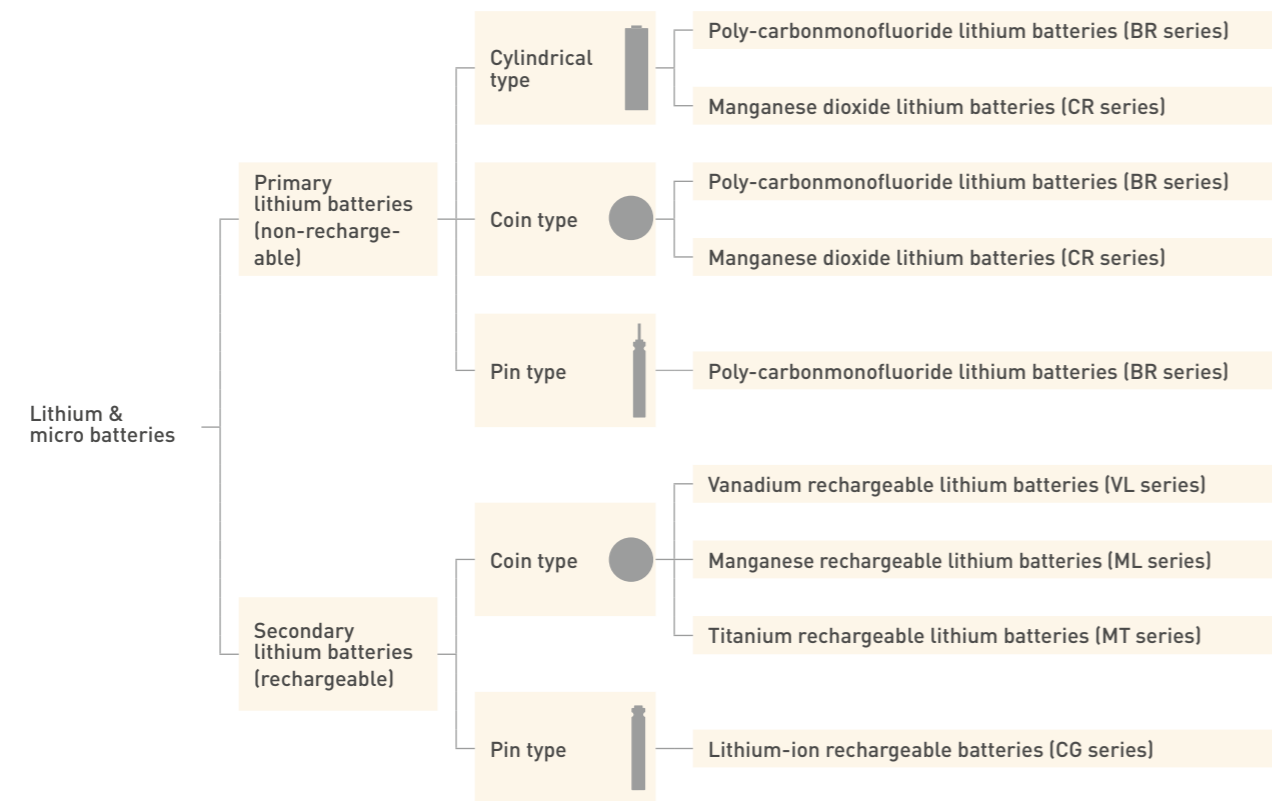 Lithium &
micro batteries
Primary
lithium batteries
(non-recharge-
able)
Cylindrical
type
Poly-carbonmonofluoride lithium batteries (BR series)
Manganese dioxide lithium batteries (CR series)
Coin type
Poly-carbonmonofluoride lithium batteries (BR series)
Manganese dioxide lithium batteries (CR series)
Pin type
Poly-carbonmonofluoride lithium batteries (BR series)
Secondary
lithium batteries
(rechargeable)
Coin type
Vanadium rechargeable lithium batteries (VL series)
Manganese rechargeable lithium batteries (ML series)
Titanium rechargeable lithium batteries (MT series)
Pin type
Lithium-ion rechargeable batteries (CG series)